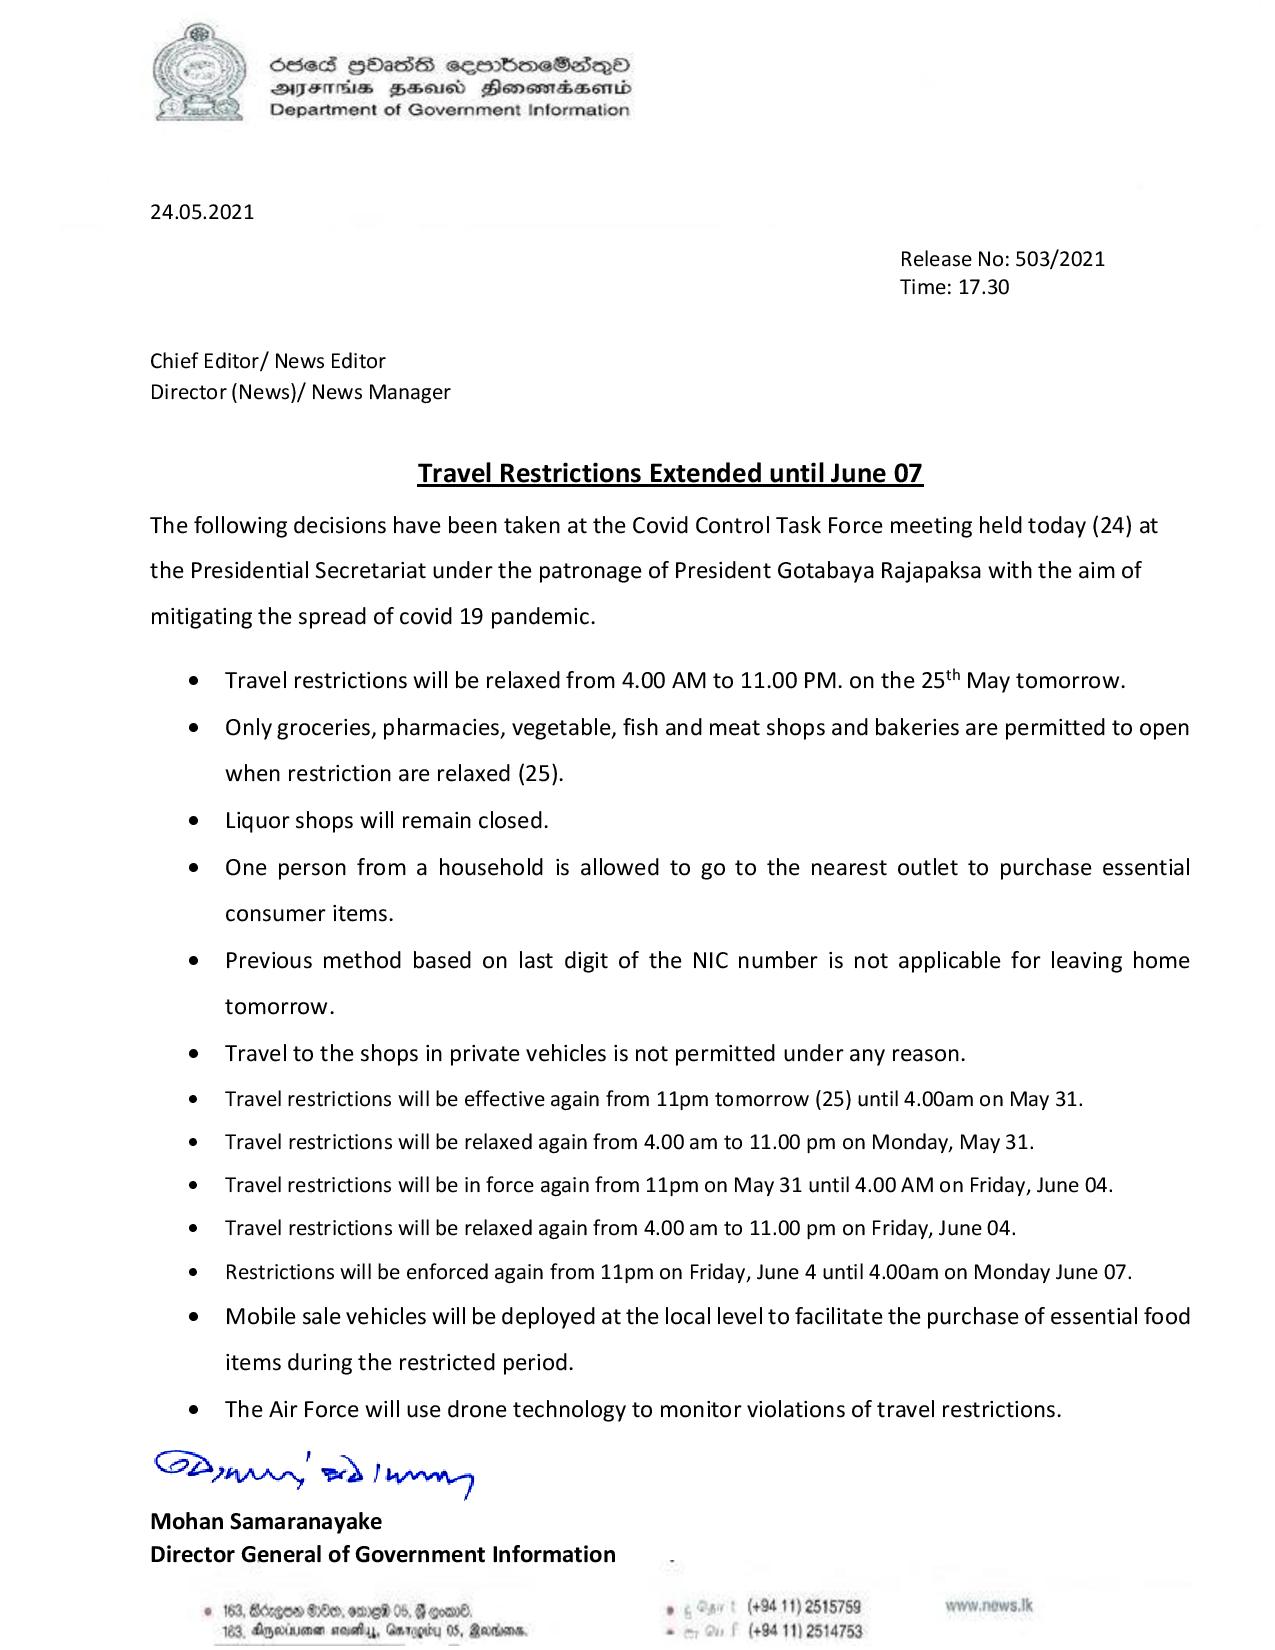 රජයේ ප්‍රවෘත්ති දෙපාර්තමේන්තුව
அரசாங்க தகவல் திணைக்களம்
Department of Government Information
24.05.2021
Release No: 503/2021
Time: 17.30
Chief Editor/ News Editor
Director (News)/ News Manager
Travel Restrictions Extended until June 07
The following decisions have been taken at the Covid Control Task Force meeting held today (24) at
the Presidential Secretariat under the patronage of President Gotabaya Rajapaksa with the aim of
mitigating the spread of covid 19 pandemic.
• Travel restrictions will be relaxed from 4.00 AM to 11.00 PM. on the 25th May tomorrow.
• Only groceries, pharmacies, vegetable, fish and meat shops and bakeries are permitted to open
when restriction are relaxed (25).
• Liquor shops will remain closed.
• One person from a household is allowed to go to the nearest outlet to purchase essential
consumer items.
• Previous method based on last digit of the NIC number is not applicable for leaving home
tomorrow.
• Travel to the shops in private vehicles is not permitted under any reason.
• Travel restrictions will be effective again from 11pm tomorrow (25) until 4.00am on May 31.
• Travel restrictions will be relaxed again from 4.00 am to 11.00 pm on Monday, May 31.
• Travel restrictions will be in force again from 11pm on May 31 until 4.00 AM on Friday, June 04.
• Travel restrictions will be relaxed again from 4.00 am to 11.00 pm on Friday, June 04.
• Restrictions will be enforced again from 11pm on Friday, June 4 until 4.00am on Monday June 07.
• Mobile sale vehicles will be deployed at the local level to facilitate the purchase of essential food
items during the restricted period.
• The Air Force will use drone technology to monitor violations of travel restrictions.
Mohan Samaranayake
Director General of Government Information
• 163, කිරුළපන මාවත, කොළඹ 05, ශ්‍රී ලංකාව.
163, கிருலப்பனை எவனியூ, கொழும்பு 05, இலங்கை.
(+94 11) 2515759
(+94 11) 2514753
www.news.lk